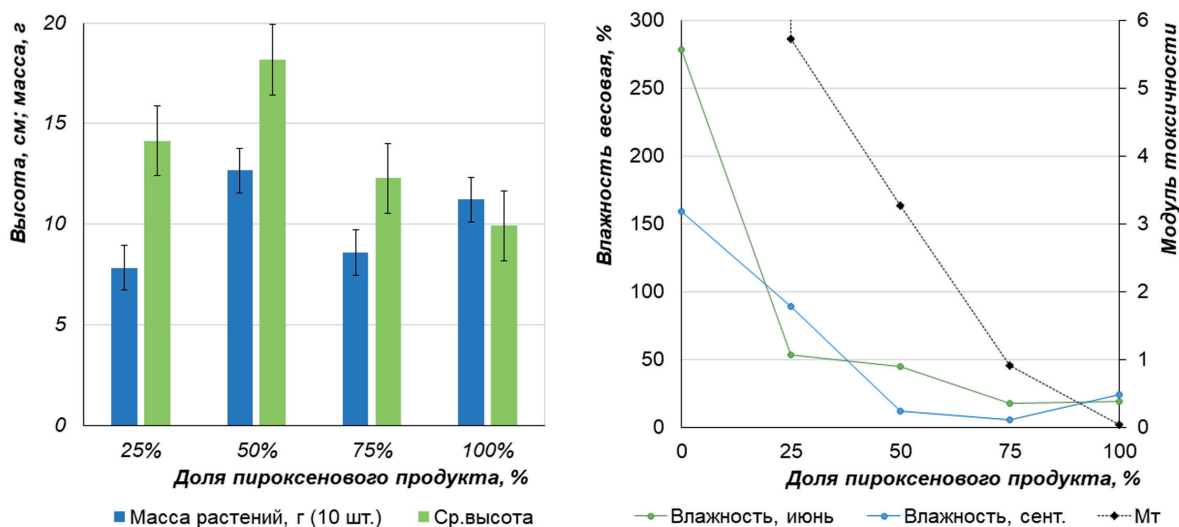 Высота, см; масса, г
20
15
10
5
0
25% 50% 75% 100%
Доля пироксенового продукта, %
Масса растений, г (10 шт.) Ср.высота
Влажность весовая, %
300
250
200
150
100
50
0
0 25 50 75 100
Доля пироксенового продукта, %
6
5
4
3
2
1
0
Модуль токсичности
Влажность, июнь Влажность, сент. Мт